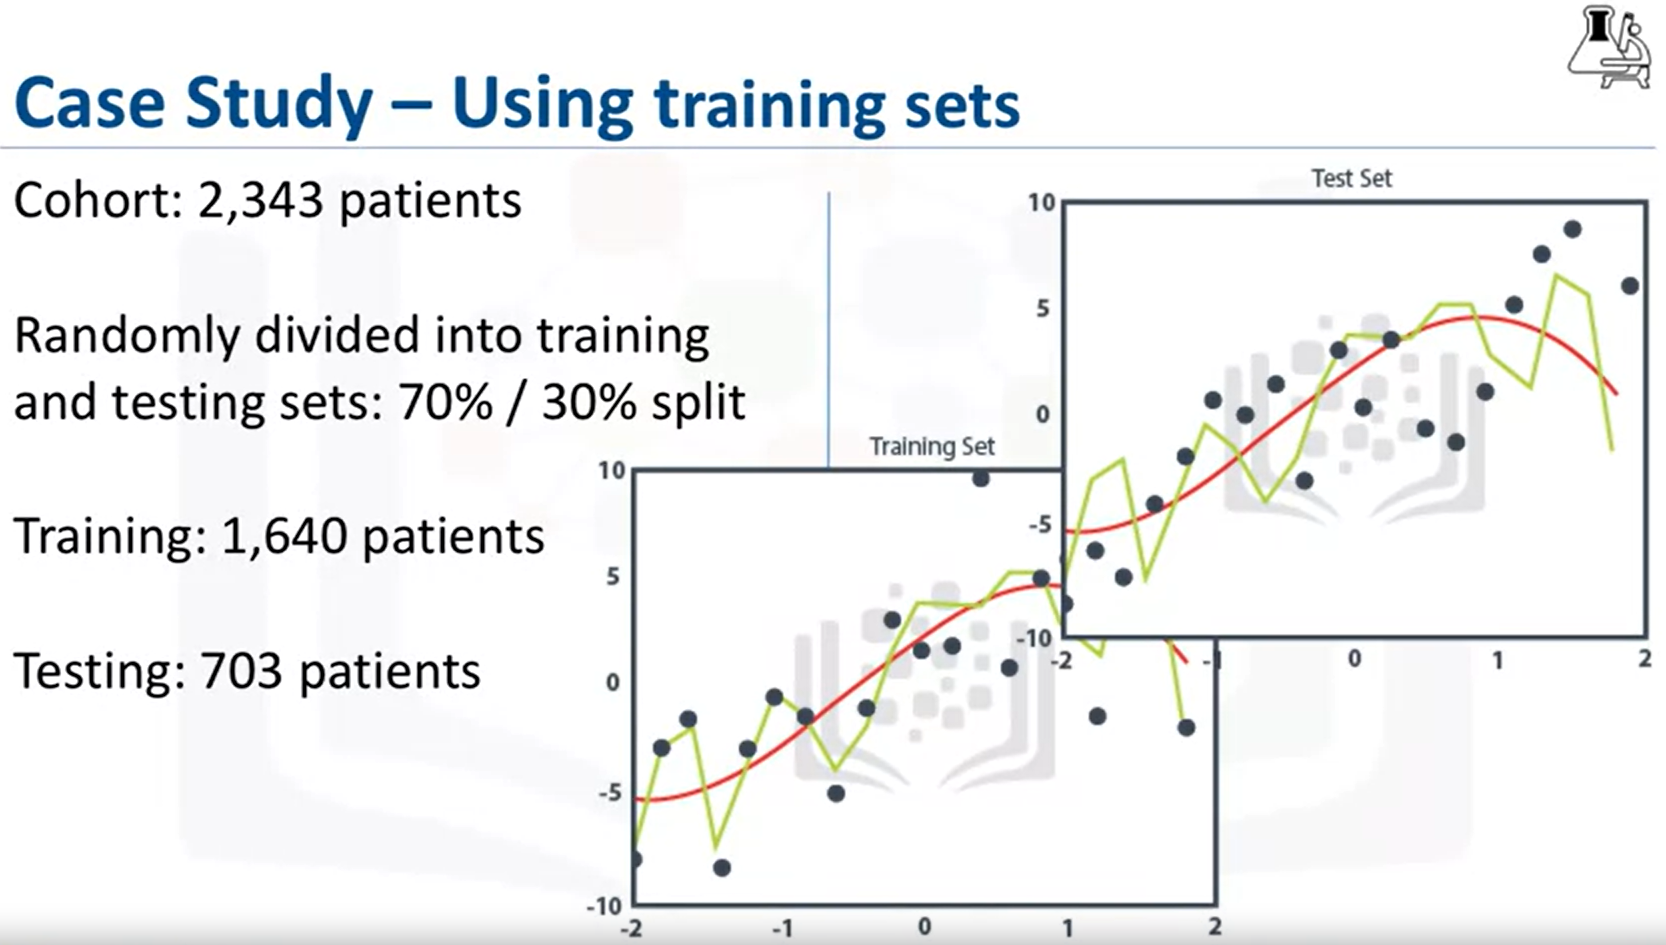 Case Study – Using training sets
Cohort: 2,343 patients
Randomly divided into training
and testing sets: 70% / 30% split
Training: 1,640 patients
Testing: 703 patients
Training Set
10
5
0
-5
-10
-2
-1
0
1
2
Test Set
10
5
0
-5
-10
-2
-1
0
1
2